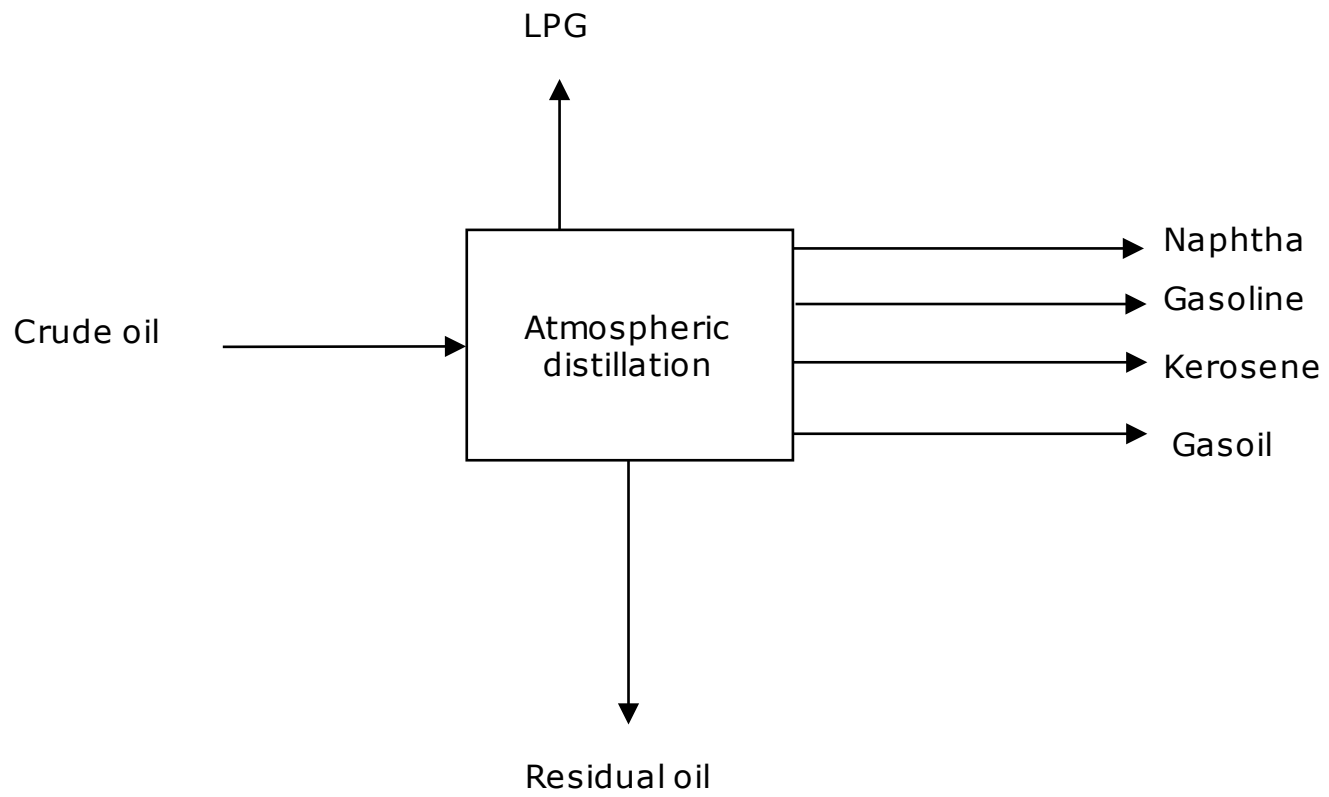 LPG
Naphtha
Gasoline
Crude oil
Atmospheric
distillation
Kerosene
Gasoil
Residual oil